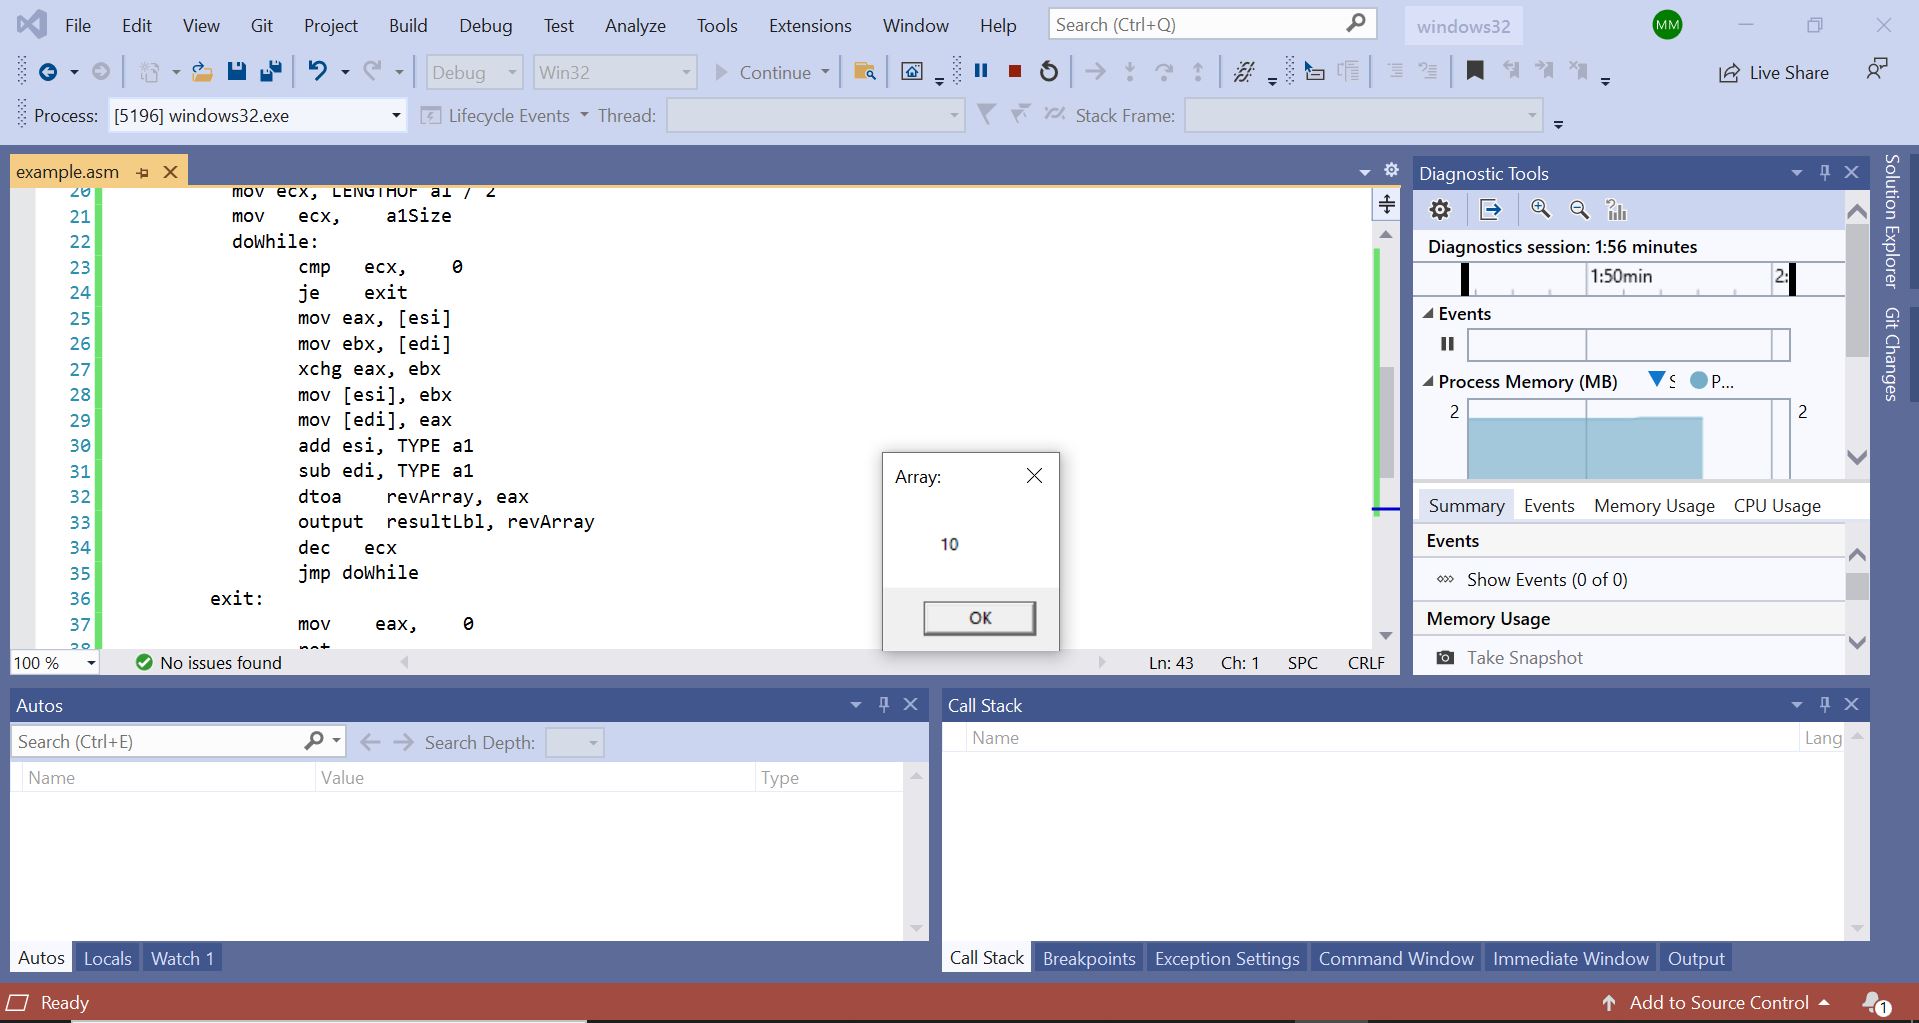 File Edit View Git Project Build Debug Test Analyze Tools Extensions Window Help Search (Ctrl+Q) windows32 MM
Debug Win32 Continue Live Share
Process: [5196] windows32.exe Lifecycle Events Thread: Stack Frame:
example.asm
20 mov ecx, LENGTHOF a1 / 2
21 mov ecx, a1Size
22 doWhile:
23 cmp ecx, 0
24 je exit
25 mov eax, [esi]
26 mov ebx, [edi]
27 xchg eax, ebx
28 mov [esi], ebx
29 mov [edi], eax
30 add esi, TYPE a1
31 sub edi, TYPE a1
32 dtoa revArray, eax
33 output resultLbl, revArray
34 dec ecx
35 jmp doWhile
36 exit:
37 mov eax, 0
38 ret
100 % No issues found Ln: 43 Ch: 1 SPC CRLF
Array:
10
OK
Diagnostic Tools
Diagnostics session: 1:56 minutes
1:50min 2:
Events
Process Memory (MB) S P...
2 2
Summary Events Memory Usage CPU Usage
Events
Show Events (0 of 0)
Memory Usage
Take Snapshot
Solution Explorer
Git Changes
Autos
Search (Ctrl+E) Search Depth:
Name Value Type
Autos Locals Watch 1
Call Stack
Name Lang
Call Stack Breakpoints Exception Settings Command Window Immediate Window Output
Ready Add to Source Control 1